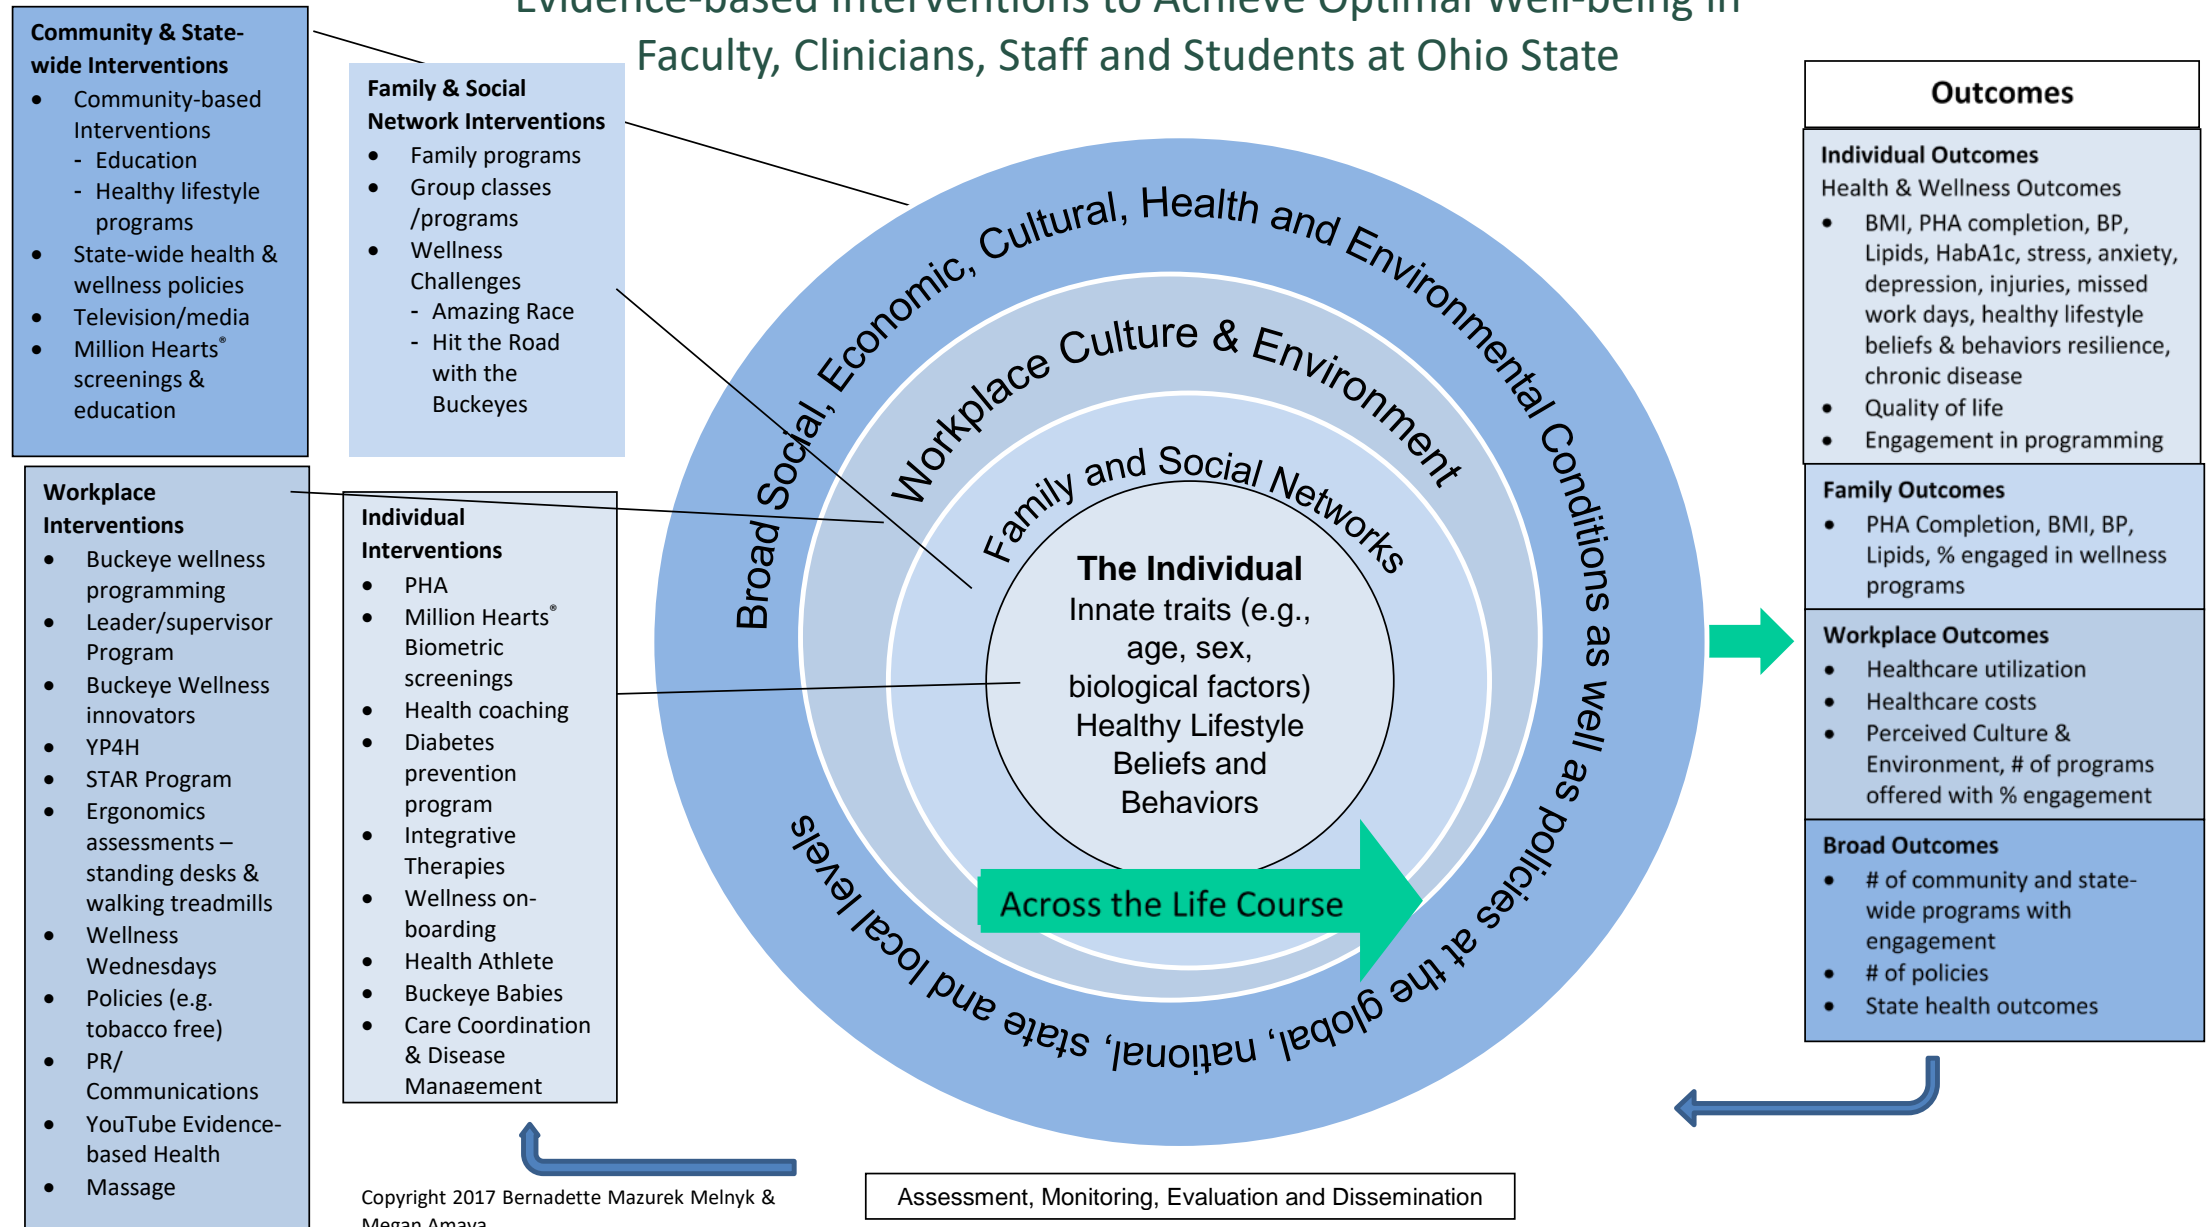 Evidence-based Interventions to Achieve Optimal Well-being in
Faculty, Clinicians, Staff and Students at Ohio State
Community & State-
wide Interventions
• Community-based
Interventions
- Education
- Healthy lifestyle
programs
• State-wide health &
wellness policies
• Television/media
• Million Hearts®
screenings &
education
Family & Social
Network Interventions
• Family programs
• Group classes
/programs
• Wellness
Challenges
- Amazing Race
- Hit the Road
with the
Buckeyes
Workplace
Interventions
• Buckeye wellness
programming
• Leader/supervisor
Program
• Buckeye Wellness
innovators
• YP4H
• STAR Program
• Ergonomics
assessments –
standing desks &
walking treadmills
• Wellness
Wednesdays
• Policies (e.g.
tobacco free)
• PR/
Communications
• YouTube Evidence-
based Health
• Massage
Individual
Interventions
• PHA
• Million Hearts®
Biometric
screenings
• Health coaching
• Diabetes
prevention
program
• Integrative
Therapies
• Wellness on-
boarding
• Health Athlete
• Buckeye Babies
• Care Coordination
& Disease
Management
Broad Social, Economic, Cultural, Health and Environmental Conditions as well as policies at the global, national, state and local levels
Workplace Culture & Environment
Family and Social Networks
The Individual
Innate traits (e.g.,
age, sex,
biological factors)
Healthy Lifestyle
Beliefs and
Behaviors
Across the Life Course
Outcomes
Individual Outcomes
Health & Wellness Outcomes
• BMI, PHA completion, BP,
Lipids, HabA1c, stress, anxiety,
depression, injuries, missed
work days, healthy lifestyle
beliefs & behaviors resilience,
chronic disease
• Quality of life
• Engagement in programming
Family Outcomes
• PHA Completion, BMI, BP,
Lipids, % engaged in wellness
programs
Workplace Outcomes
• Healthcare utilization
• Healthcare costs
• Perceived Culture &
Environment, # of programs
offered with % engagement
Broad Outcomes
• # of community and state-
wide programs with
engagement
• # of policies
• State health outcomes
Assessment, Monitoring, Evaluation and Dissemination
Copyright 2017 Bernadette Mazurek Melnyk &
Megan Amaya